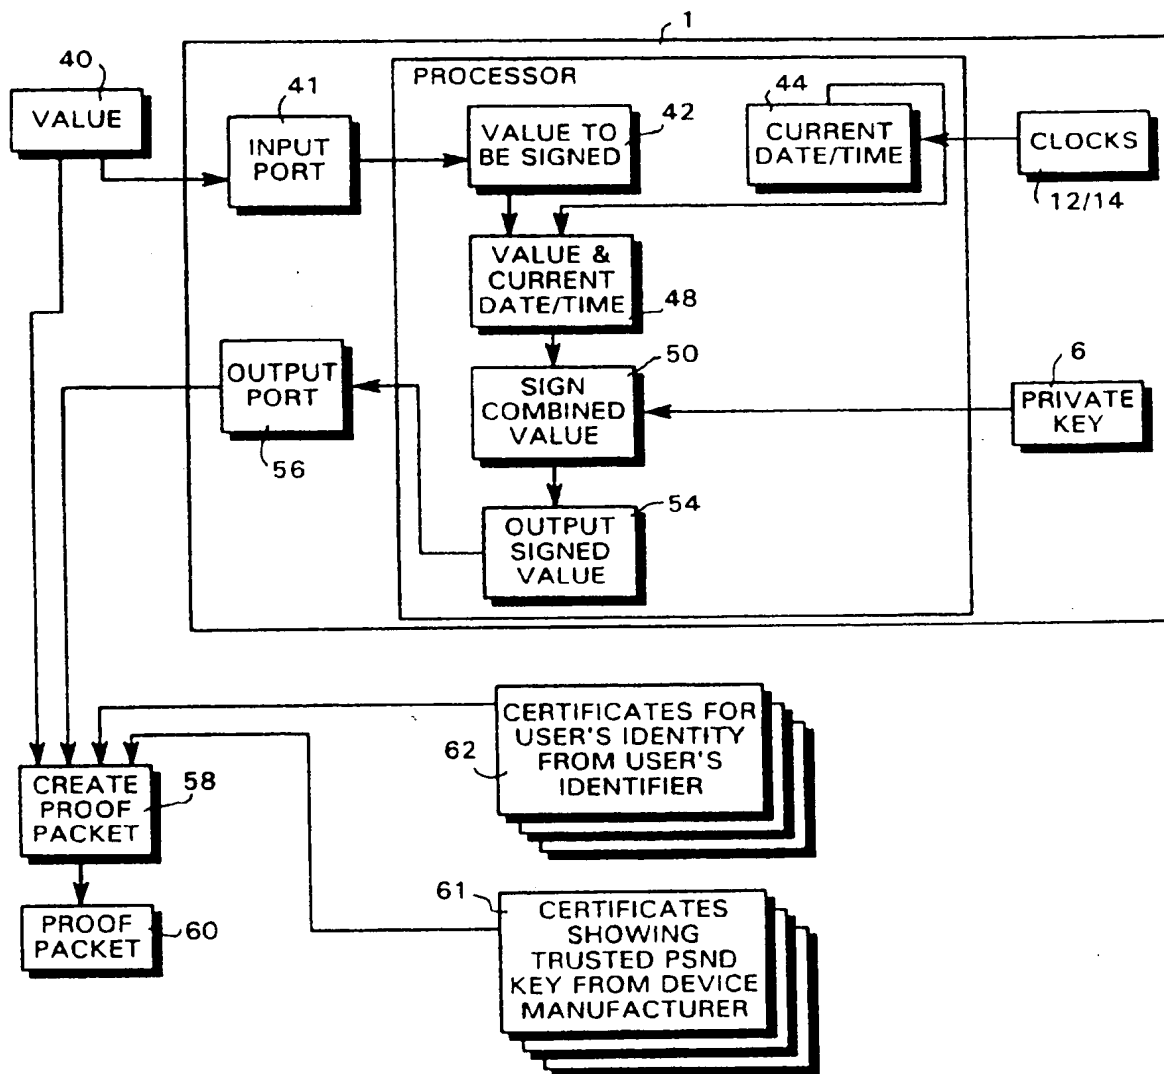 1
40
VALUE
41
INPUT
PORT
PROCESSOR
42
VALUE TO
BE SIGNED
44
CURRENT
DATE/TIME
CLOCKS
12/14
VALUE &
CURRENT
DATE/TIME
48
OUTPUT
PORT
56
50
SIGN
COMBINED
VALUE
6
PRIVATE
KEY
54
OUTPUT
SIGNED
VALUE
CREATE
PROOF
PACKET
58
62
CERTIFICATES FOR
USER'S IDENTITY
FROM USER'S
IDENTIFIER
PROOF
PACKET
60
61
CERTIFICATES
SHOWING
TRUSTED PSND
KEY FROM DEVICE
MANUFACTURER